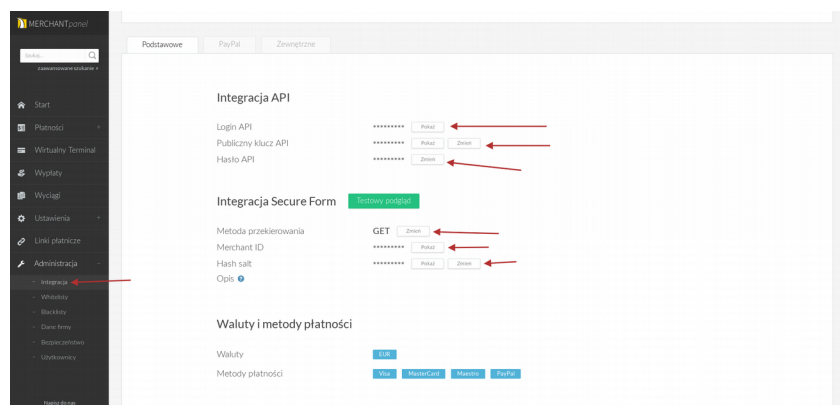 MERCHANTpanel
Szukaj...
zaawansowane szukanie »
Start
Płatności +
Wirtualny Terminal
Wypłaty
Wyciągi
Ustawienia +
Linki płatnicze
Administracja -
- Integracja
- Whitelisty
- Blacklisty
- Dane firmy
- Bezpieczeństwo
- Użytkownicy
Napisz do nas
Podstawowe PayPal Zewnętrzne
Integracja API
Login API ********* Pokaż
Publiczny klucz API ********* Pokaż Zmień
Hasło API ********* Zmień
Integracja Secure Form Testowy podgląd
Metoda przekierowania GET Zmień
Merchant ID ********* Pokaż
Hash salt ********* Pokaż Zmień
Opis ?
Waluty i metody płatności
Waluty EUR
Metody płatności Visa MasterCard Maestro PayPal